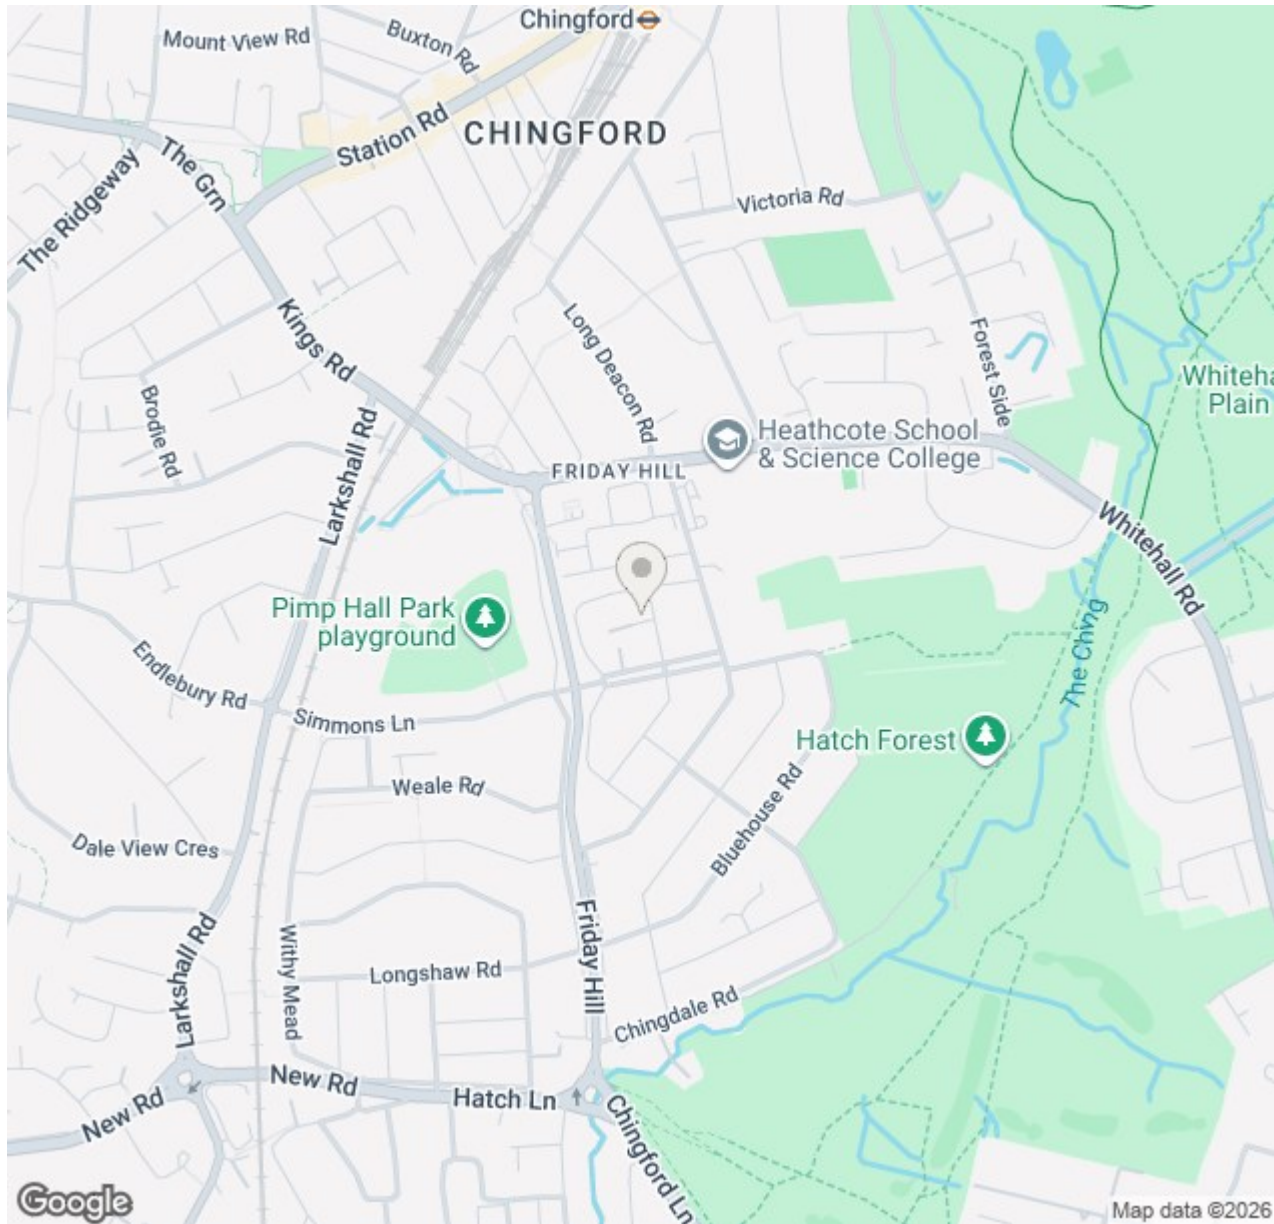 Chingford
Mount View Rd
Buxton Rd
Station Rd
CHINGFORD
The Grn
The Ridgeway
Victoria Rd
Kings Rd
Long Deacon Rd
Forest Side
Whiteha
Plain
Brodie Rd
Larkshall Rd
Heathcote School
& Science College
FRIDAY HILL
Whitehall Rd
Pimp Hall Park
playground
The Ching
Endlebury Rd
Simmons Ln
Hatch Forest
Weale Rd
Bluehouse Rd
Dale View Cres
Larkshall Rd
Withy Mead
Friday Hill
Longshaw Rd
Chingdale Rd
New Rd
New Rd
Hatch Ln
Chingford Ln
Google
Map data ©2026